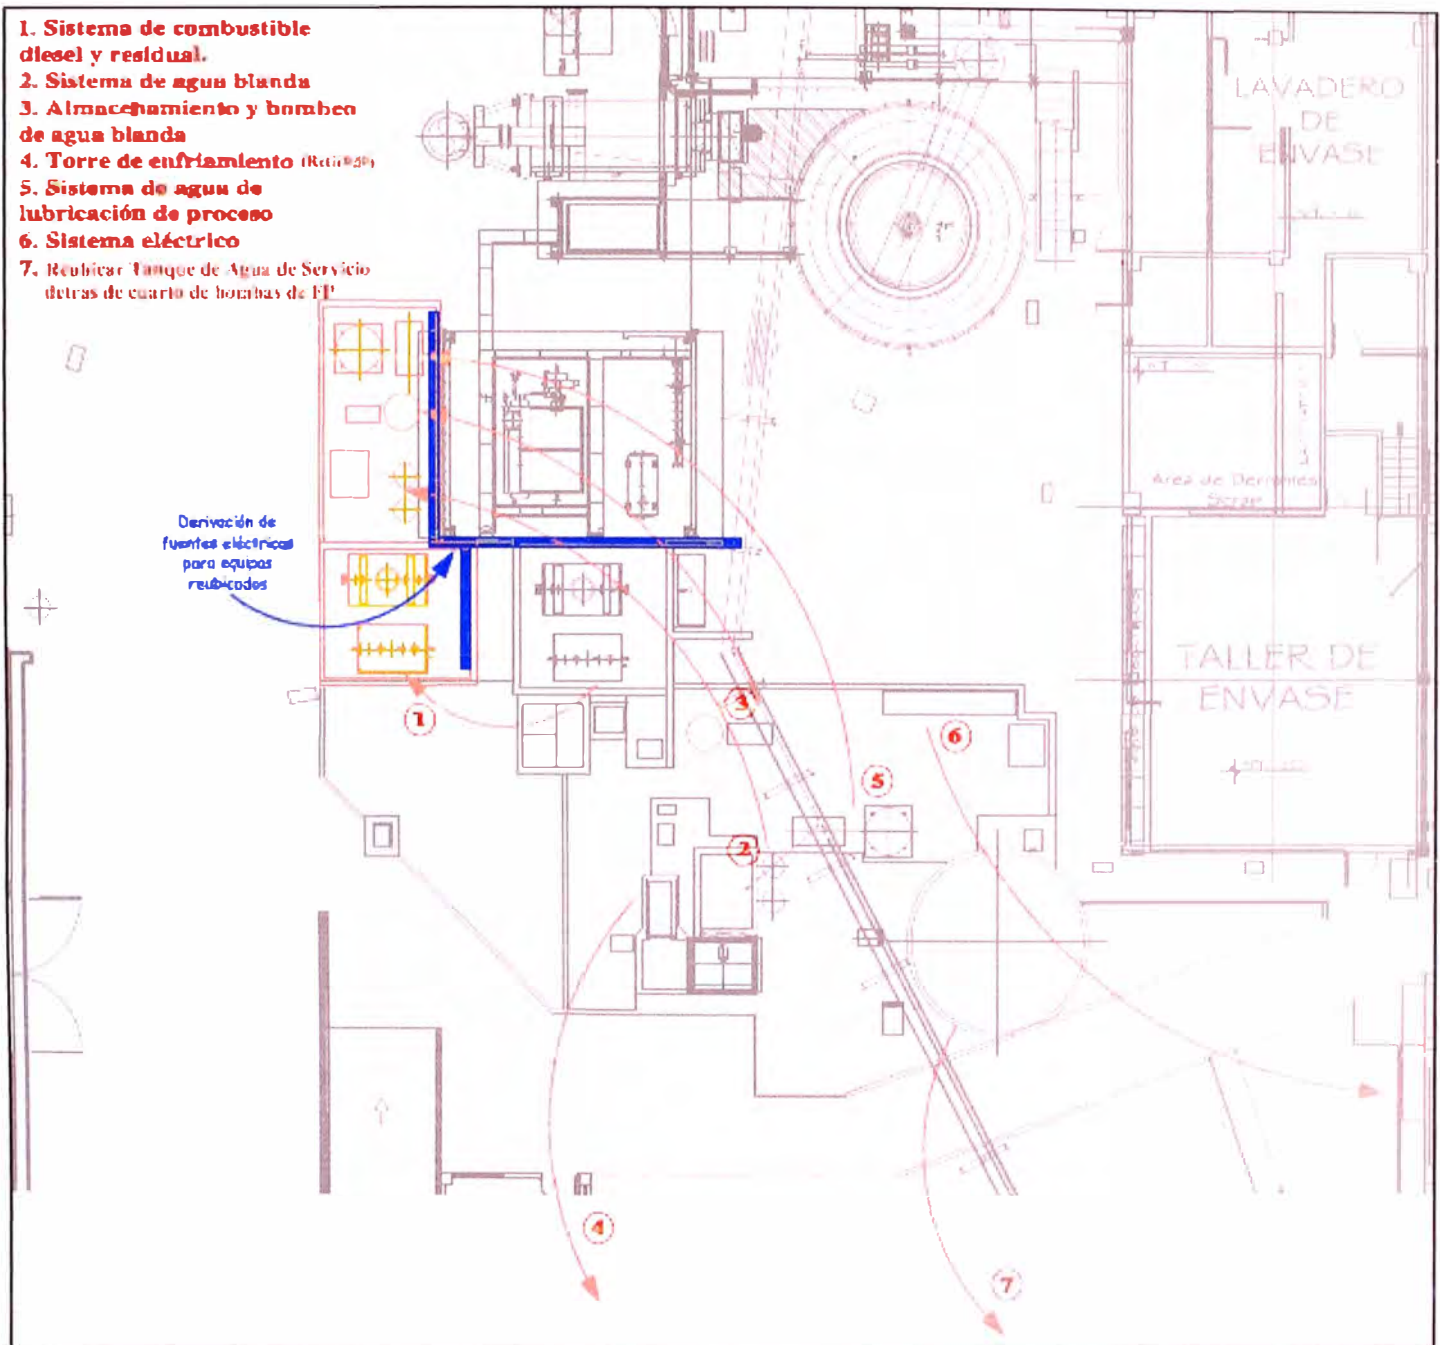 1. Sistema de combustible
diesel y residual.
2. Sistema de agua blanda
3. Almacenamiento y bombeo
de agua blanda
4. Torre de enfriamiento (Retirado)
5. Sistema de agua de
lubricación de proceso
6. Sistema eléctrico
7. Reubicar Tanque de Agua de Servicio
detras de cuarto de bombas de
LAVADERO
DE
ENVASE
Area de Derrames
Derivación de
fuentes eléctricas
para equipos
reubicados
TALLER DE
ENVASE
1
3
6
5
2
4
7